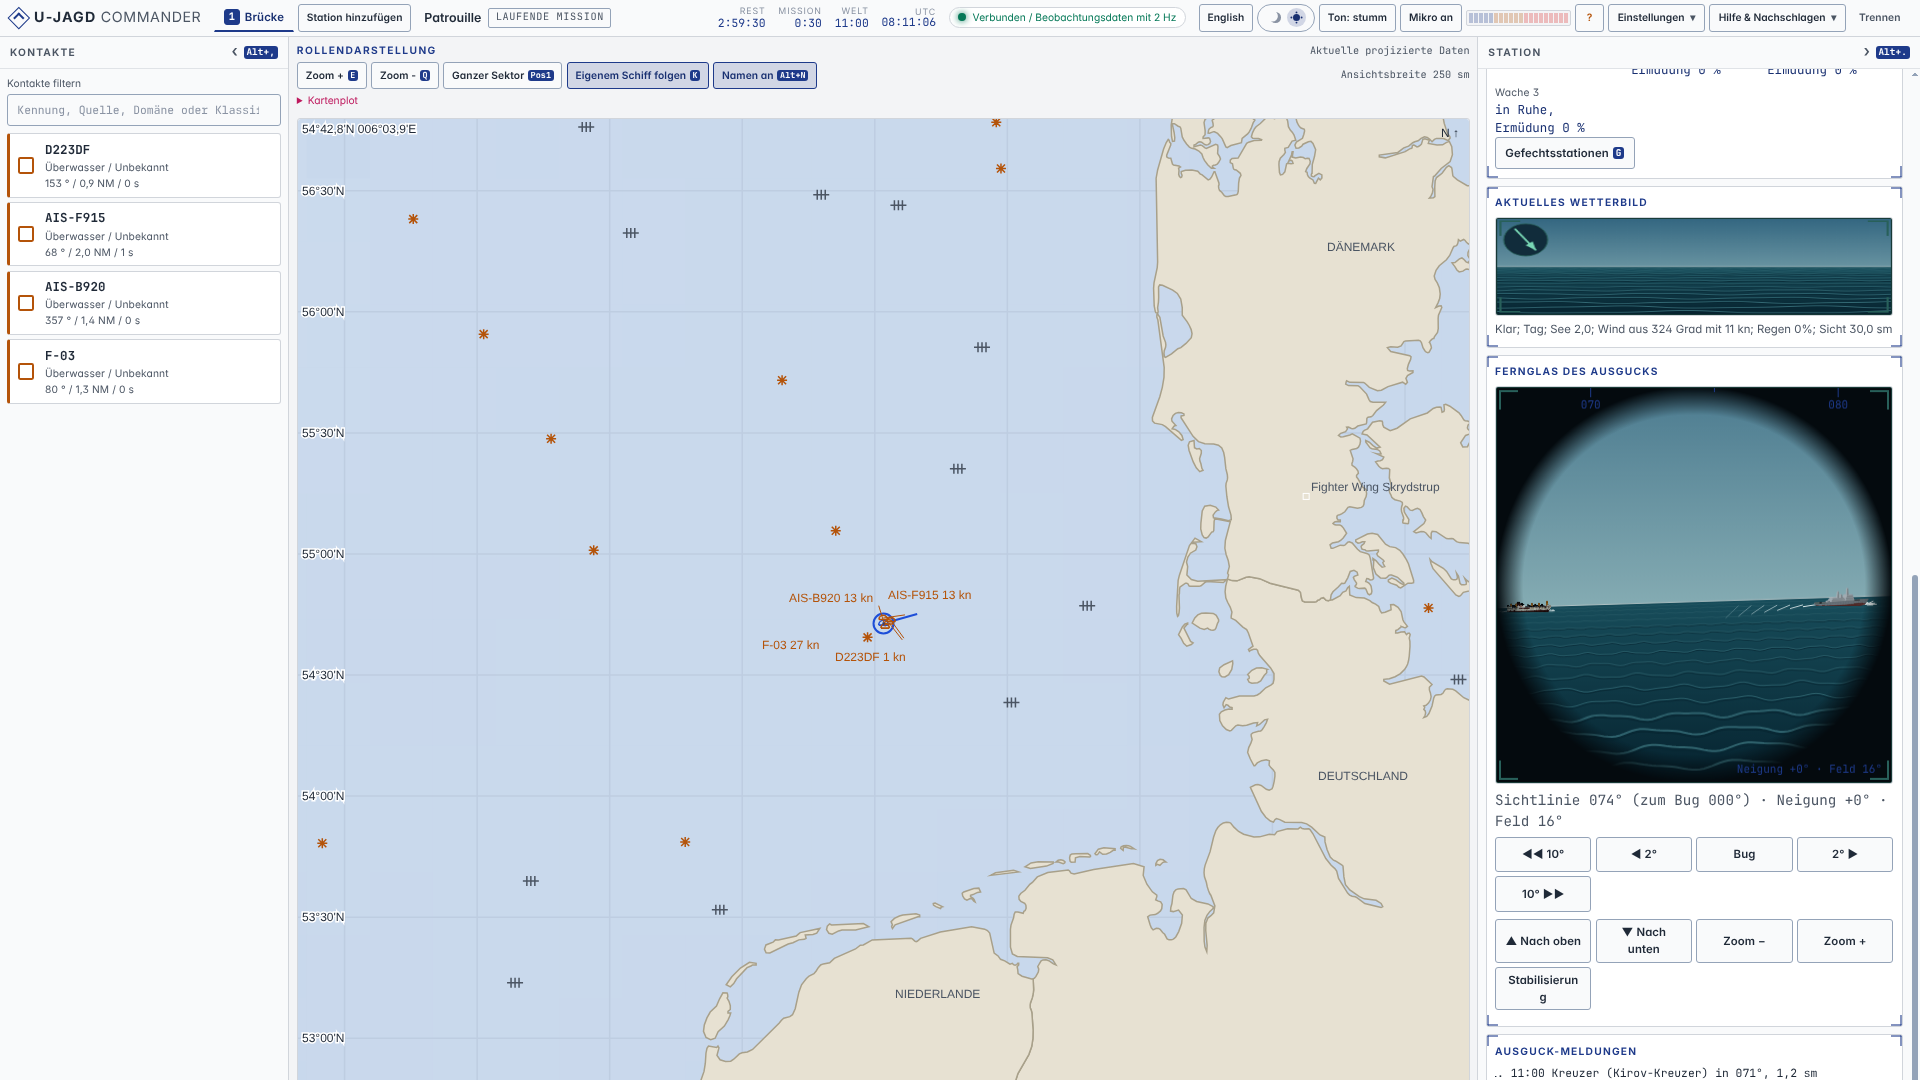 U-JAGD COMMANDER
1 Brücke
Station hinzufügen
Patrouille
LAUFENDE MISSION
REST
2:59:30
MISSION
0:30
WELT
11:00
UTC
08:11:06
Verbunden / Beobachtungsdaten mit 2 Hz
English
Ton: stumm
Mikro an
?
Einstellungen ▾
Hilfe & Nachschlagen ▾
Trennen
KONTAKTE
Alt+,
Kontakte filtern
Kennung, Quelle, Domäne oder Klassi
D223DF
Überwasser / Unbekannt
153 ° / 0,9 NM / 0 s
AIS-F915
Überwasser / Unbekannt
68 ° / 2,0 NM / 1 s
AIS-B920
Überwasser / Unbekannt
357 ° / 1,4 NM / 0 s
F-03
Überwasser / Unbekannt
80 ° / 1,3 NM / 0 s
ROLLENDARSTELLUNG
Aktuelle projizierte Daten
Zoom + E
Zoom - Q
Ganzer Sektor Pos1
Eigenem Schiff folgen K
Namen an Alt+N
Ansichtsbreite 250 sm
▶ Kartenplot
54°42,8'N 006°03,9'E
N ↑
56°30'N
56°00'N
55°30'N
55°00'N
54°30'N
54°00'N
53°30'N
53°00'N
DÄNEMARK
Fighter Wing Skrydstrup
AIS-B920 13 kn
AIS-F915 13 kn
F-03 27 kn
D223DF 1 kn
DEUTSCHLAND
NIEDERLANDE
STATION
Alt+.
Ermüdung 0 %
Ermüdung 0 %
Wache 3
in Ruhe,
Ermüdung 0 %
Gefechtsstationen G
AKTUELLES WETTERBILD
Klar; Tag; See 2,0; Wind aus 324 Grad mit 11 kn; Regen 0%; Sicht 30,0 sm
FERNGLAS DES AUSGUCKS
070
080
Neigung +0° · Feld 16°
Sichtlinie 074° (zum Bug 000°) · Neigung +0° ·
Feld 16°
◀◀ 10°
◀ 2°
Bug
2° ▶
10° ▶▶
▲ Nach oben
▼ Nach
unten
Zoom −
Zoom +
Stabilisierun
g
AUSGUCK-MELDUNGEN
11:00 Kreuzer (Kirov-Kreuzer) in 071°, 1,2 sm